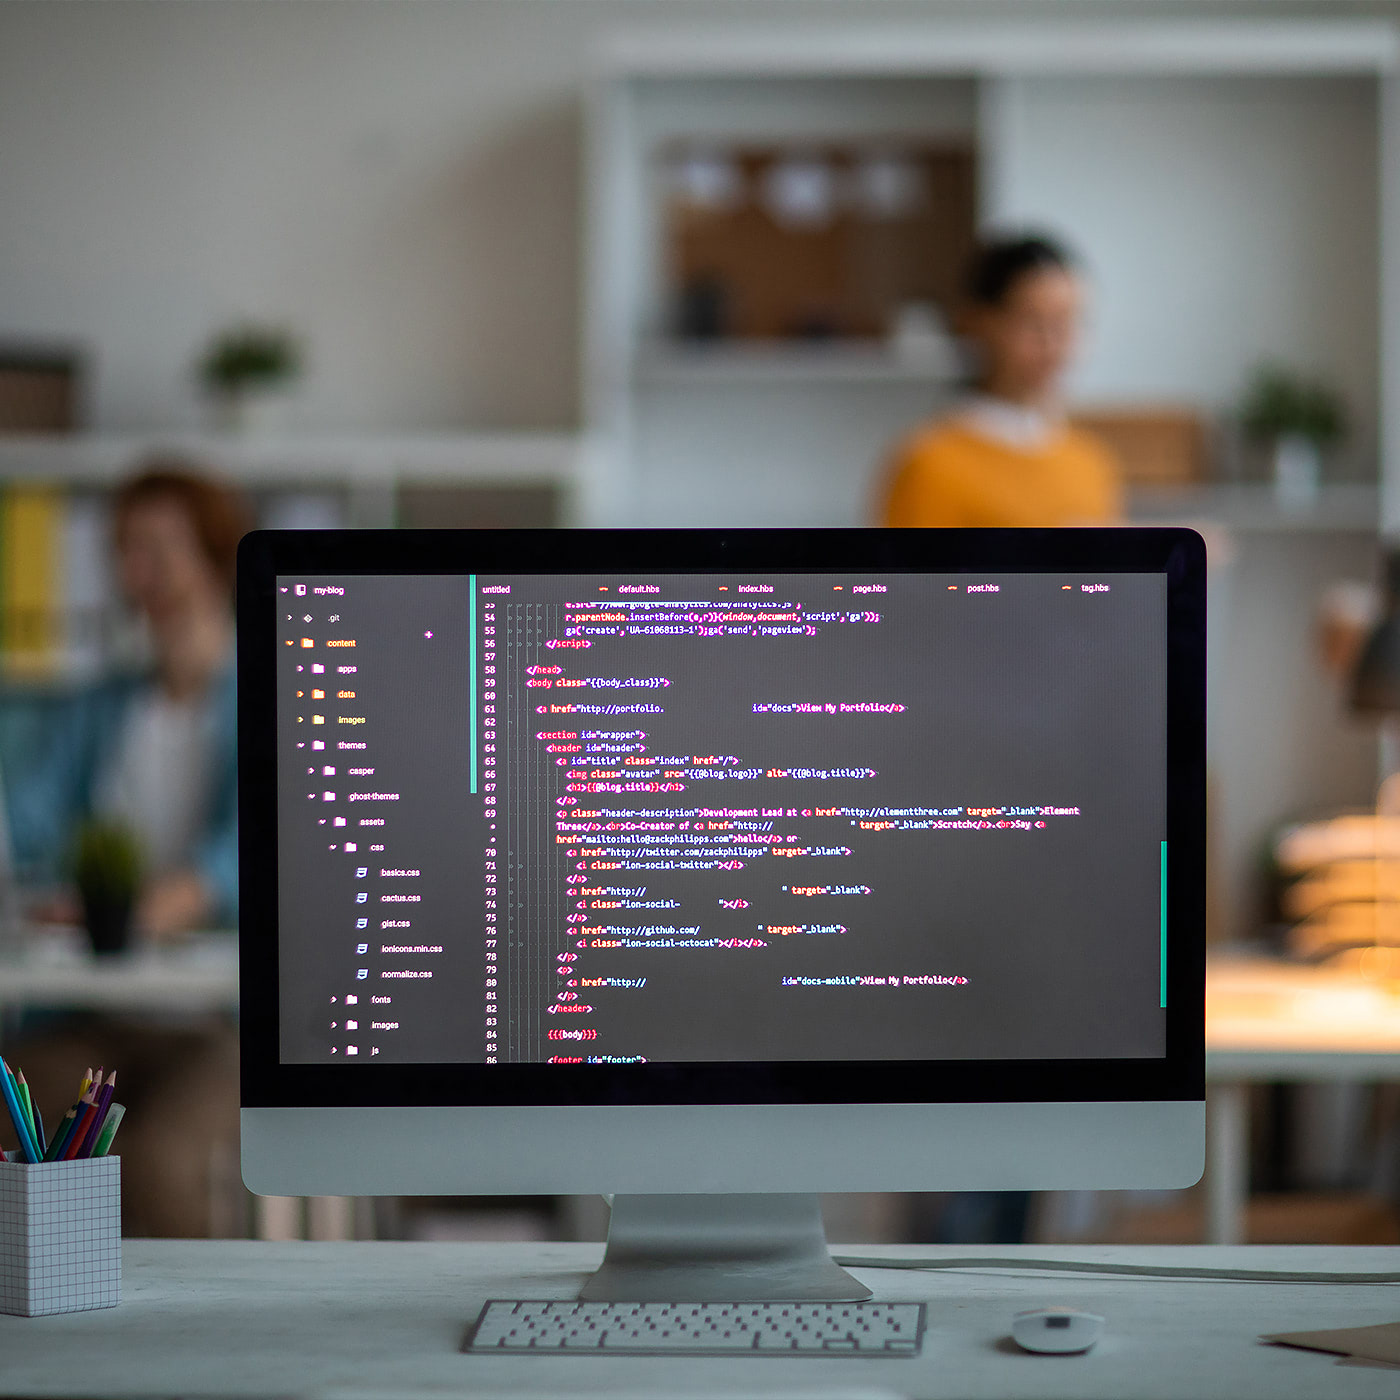 my-blog
.git
content
apps
data
images
themes
casper
ghost-themes
assets
css
basics.css
cactus.css
gist.css
ionicons.min.css
normalize.css
fonts
images
js
untitled
default.hbs
index.hbs
page.hbs
post.hbs
tag.hbs
54 r.parentNode.insertBefore(e,r)}(window,document,'script','ga'));
55 ga('create','UA-61068113-1');ga('send','pageview');
56 </script>
57
58 </head>
59 <body class="{{body_class}}">
60
61 <a href="http://portfolio. id="docs">View My Portfolio</a>
62
63 <section id="wrapper">
64 <header id="header">
65 <a id="title" class="index" href="/">
66 <img class="avatar" src="{{@blog.logo}}" alt="{{@blog.title}}">
67 <h1>{{@blog.title}}</h1>
68 </a>
69 <p class="header-description">Development Lead at <a href="http://elementthree.com" target="_blank">Element
Three</a>.<br>Co-Creator of <a href="http:// " target="_blank">Scratch</a>.<br>Say <a
href="mailto:hello@zackphilipps.com">hello</a> or
70 <a href="http://twitter.com/zackphilipps" target="_blank">
71 <i class="ion-social-twitter"></i>
72 </a>
73 <a href="http:// " target="_blank">
74 <i class="ion-social- "></i>
75 </a>
76 <a href="http://github.com/ " target="_blank">
77 <i class="ion-social-octocat"></i></a>.
78 </p>
79 <p>
80 <a href="http:// id="docs-mobile">View My Portfolio</a>
81 </p>
82 </header>
83
84 {{{body}}}
85
86 <footer id="footer">